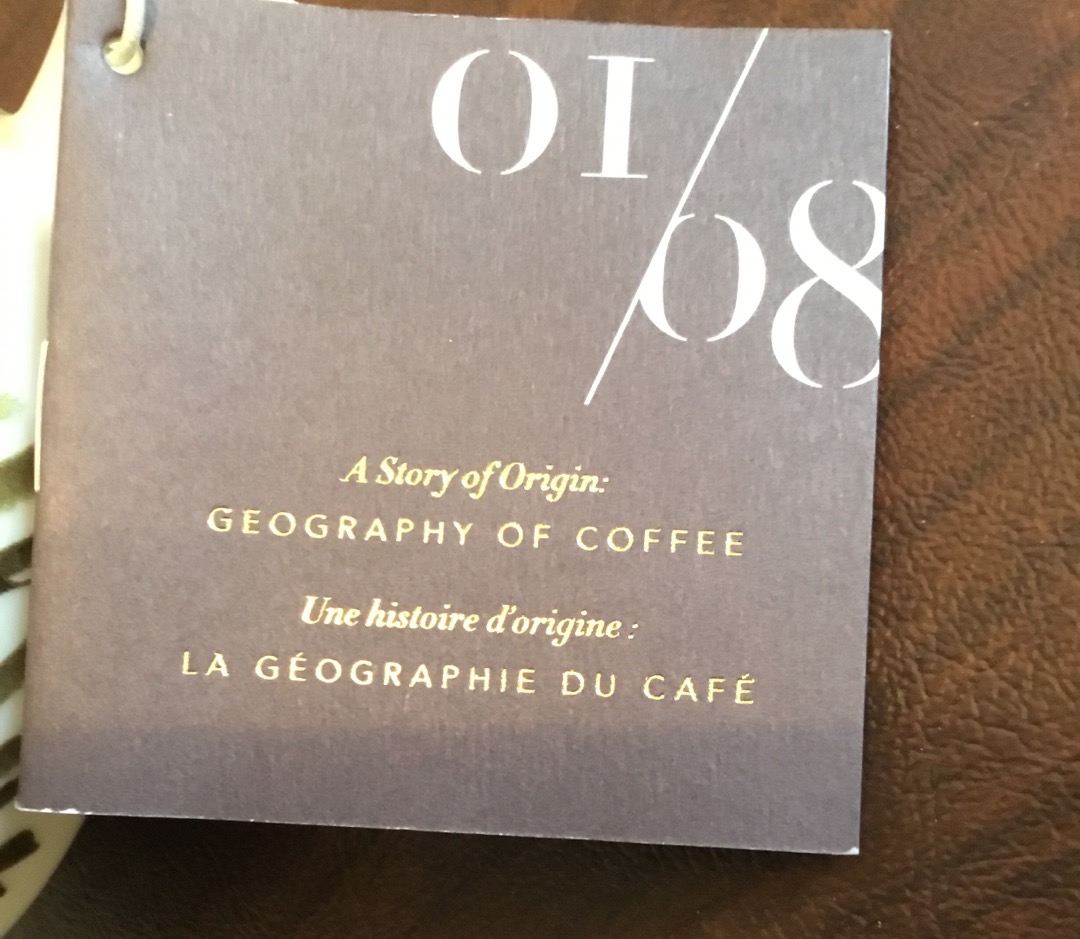 01/08
A Story of Origin:
GEOGRAPHY OF COFFEE
Une histoire d'origine :
LA GÉOGRAPHIE DU CAFÉ